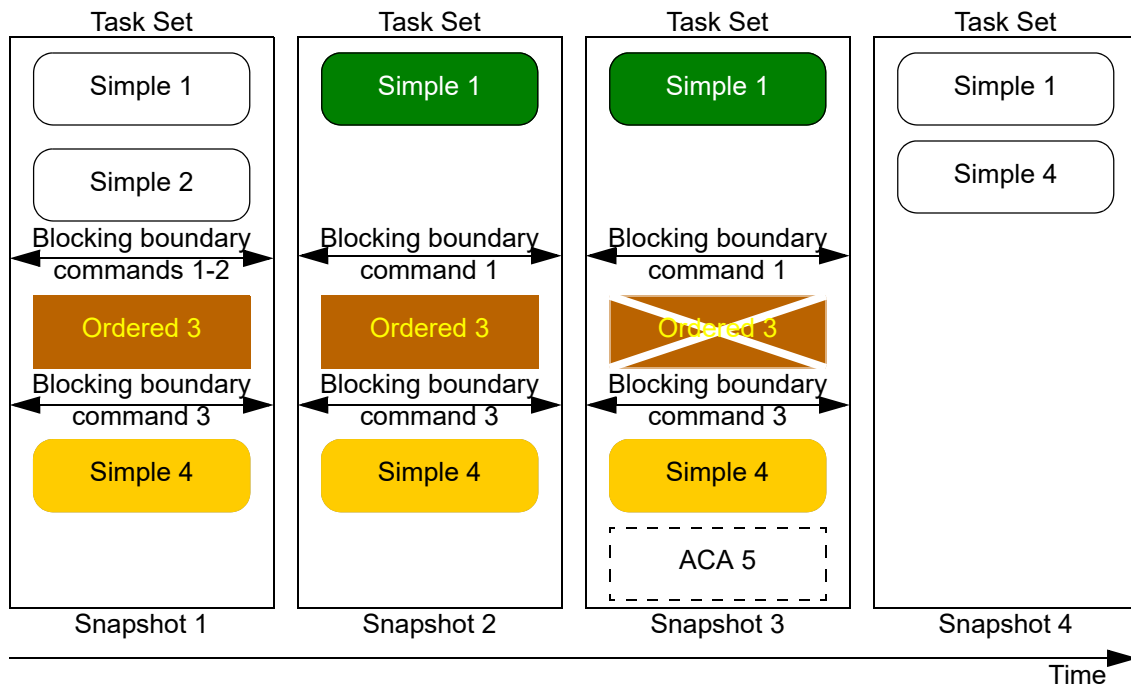 Task Set
Simple 1
Simple 2
Blocking boundary
commands 1-2
Ordered 3
Blocking boundary
command 3
Simple 4
Snapshot 1
Task Set
Simple 1
Blocking boundary
command 1
Ordered 3
Blocking boundary
command 3
Simple 4
Snapshot 2
Task Set
Simple 1
Blocking boundary
command 1
Ordered 3
Blocking boundary
command 3
Simple 4
ACA 5
Snapshot 3
Task Set
Simple 1
Simple 4
Snapshot 4
Time